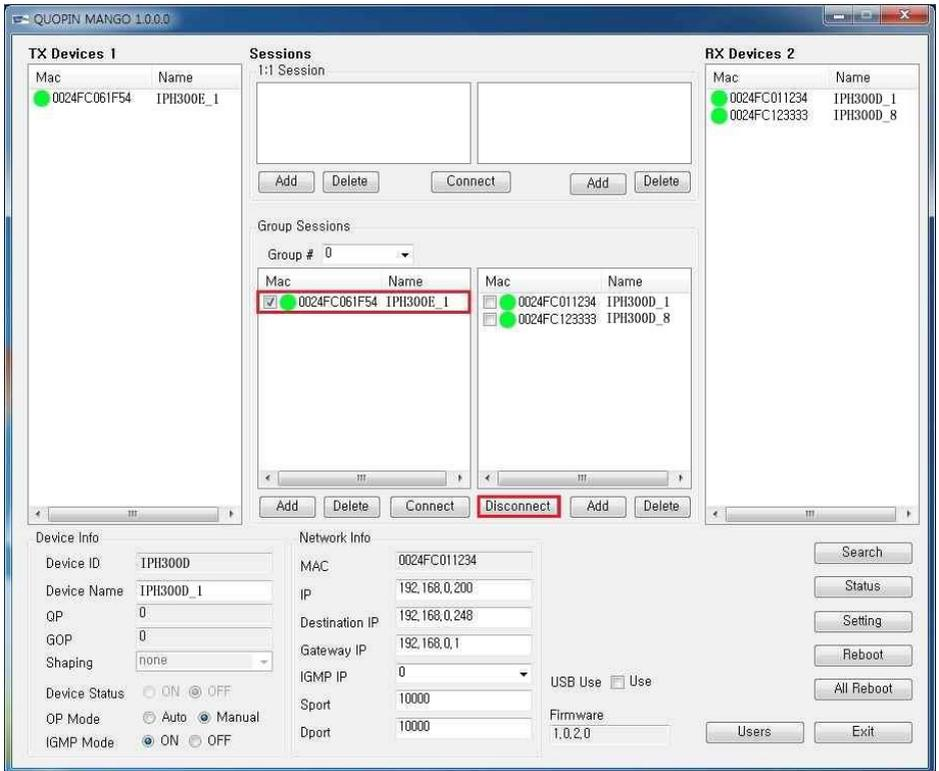 QUOPIN MANGO 1.0.0.0
TX Devices 1
Mac Name
0024FC061F54 IPH300E_1
Sessions
1:1 Session
Add Delete Connect Add Delete
Group Sessions
Group # 0
Mac Name Mac Name
0024FC061F54 IPH300E_1 0024FC011234 IPH300D_1
0024FC123333 IPH300D_8
Add Delete Connect Disconnect Add Delete
RX Devices 2
Mac Name
0024FC011234 IPH300D_1
0024FC123333 IPH300D_8
Device Info
Device ID IPH300D
Device Name IPH300D_1
QP 0
GOP 0
Shaping none
Device Status ON OFF
OP Mode Auto Manual
IGMP Mode ON OFF
Network Info
MAC 0024FC011234
IP 192,168,0,200
Destination IP 192,168,0,248
Gateway IP 192,168,0,1
IGMP IP 0
Sport 10000
Dport 10000
USB Use Use
Firmware
1,0,2,0
Search
Status
Setting
Reboot
All Reboot
Users Exit